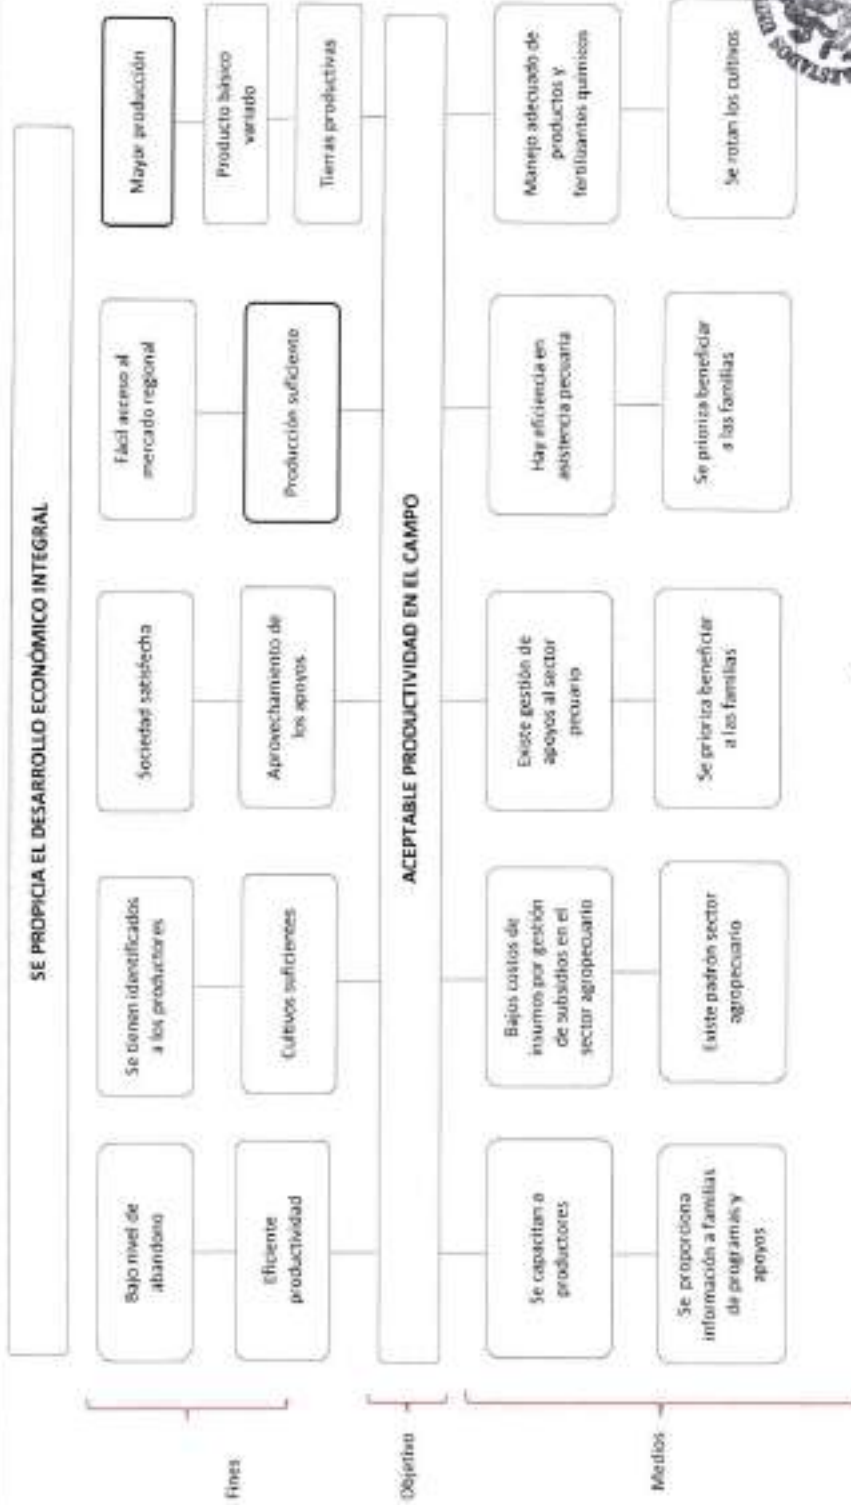 SE PROPICIA EL DESARROLLO ECONÓMICO INTEGRAL
Fines
Bajo nivel de
abandono
Se tienen identificados
a los productores
Sociedad satisfecha
Fácil acceso al
mercado regional
Mayor producción
Eficiente
productividad
Cultivos suficientes
Aprovechamiento de
los apoyos
Producción suficiente
Producto básico
variado
Tierras productivas
Objetivo
ACEPTABLE PRODUCTIVIDAD EN EL CAMPO
Medios
Se capacitan a
productores
Bajos costos de
insumos por gestión
de subsidios en el
sector agropecuario
Existe gestión de
apoyos al sector
pecuario
Hay eficiencia en
asistencia pecuaria
Manejo adecuado de
productos y
fertilizantes químicos
Se proporciona
información a familias
de programas y
apoyos
Existe padrón sector
agropecuario
Se prioriza beneficiar
a las familias
Se prioriza beneficiar
a las familias
Se rotan los cultivos
ESTADOS